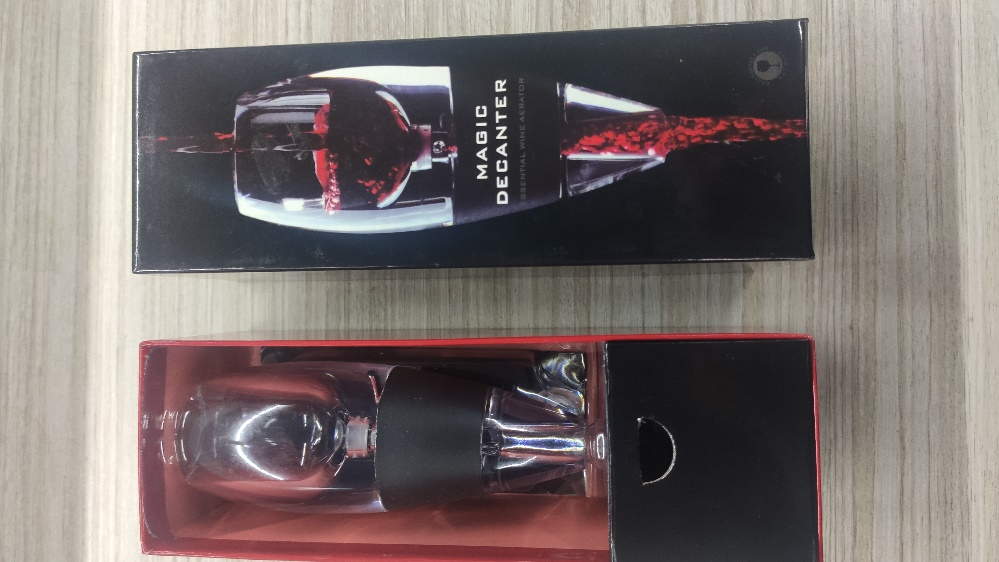 MAGIC
DECANTER
ESSENTIAL WINE AERATOR